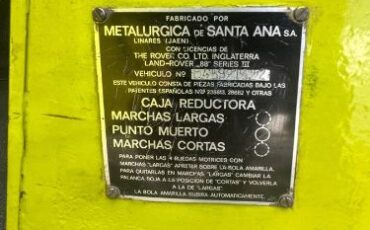 FABRICADO POR
METALURGICA DE SANTA ANA S.A.
LINARES (JAEN)
CON LICENCIAS DE
THE ROVER CO. LTD. INGLATERRA
LAND-ROVER "88" SERIES III
VEHICULO Nº
ESTE VEHICULO CONSTA DE PIEZAS FABRICADAS BAJO LAS
PATENTES ESPAÑOLAS Nº Y OTRAS
CAJA REDUCTORA
MARCHAS LARGAS
PUNTO MUERTO
MARCHAS CORTAS
PARA PONER LAS 4 RUEDAS MOTRICES CON
MARCHAS "LARGAS" APRETAR SOBRE LA BOLA AMARILLA.
PARA QUITARLAS EN MARCHAS "LARGAS" CAMBIAR LA
PALANCA ROJA A LA POSICION DE "CORTAS" Y VOLVERLA
A LA DE "LARGAS"
LA BOLA AMARILLA SUBIRA AUTOMATICAMENTE.